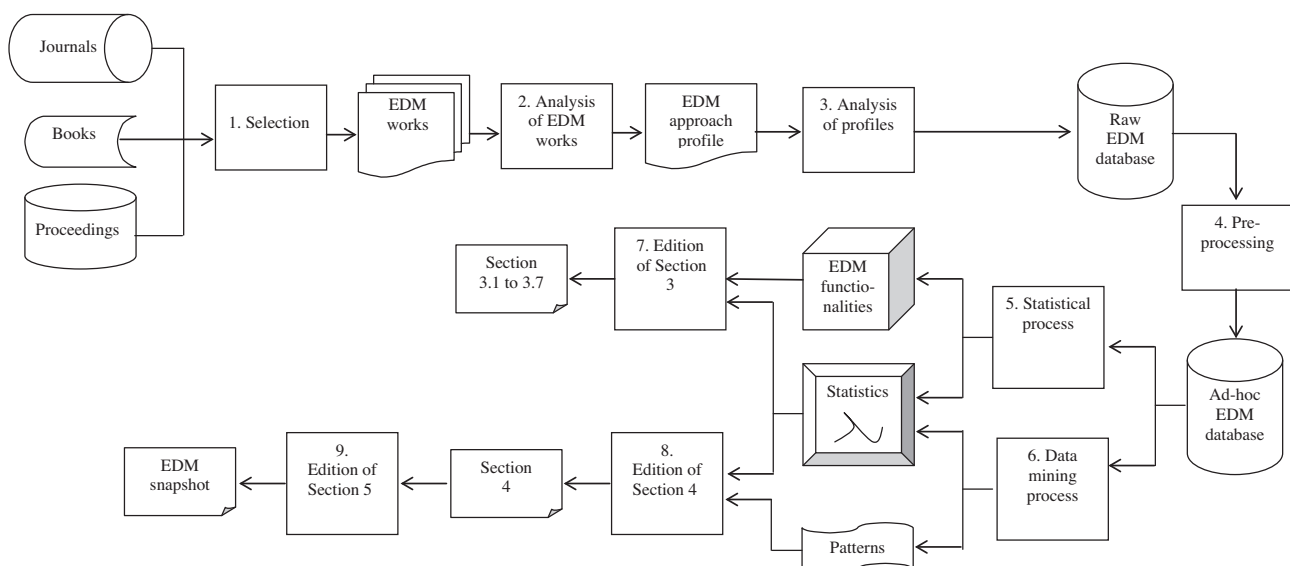 Journals
Books
Proceedings
1. Selection
EDM
works
2. Analysis
of EDM
works
EDM
approach
profile
3. Analysis
of profiles
Raw
EDM
database
4. Pre-
processing
Ad-hoc
EDM
database
5. Statistical
process
6. Data
mining
process
EDM
functio-
nalities
Statistics
Patterns
7. Edition
of Section
3
Section
3.1 to 3.7
8.
Edition of
Section 4
Section
4
9.
Edition of
Section 5
EDM
snapshot